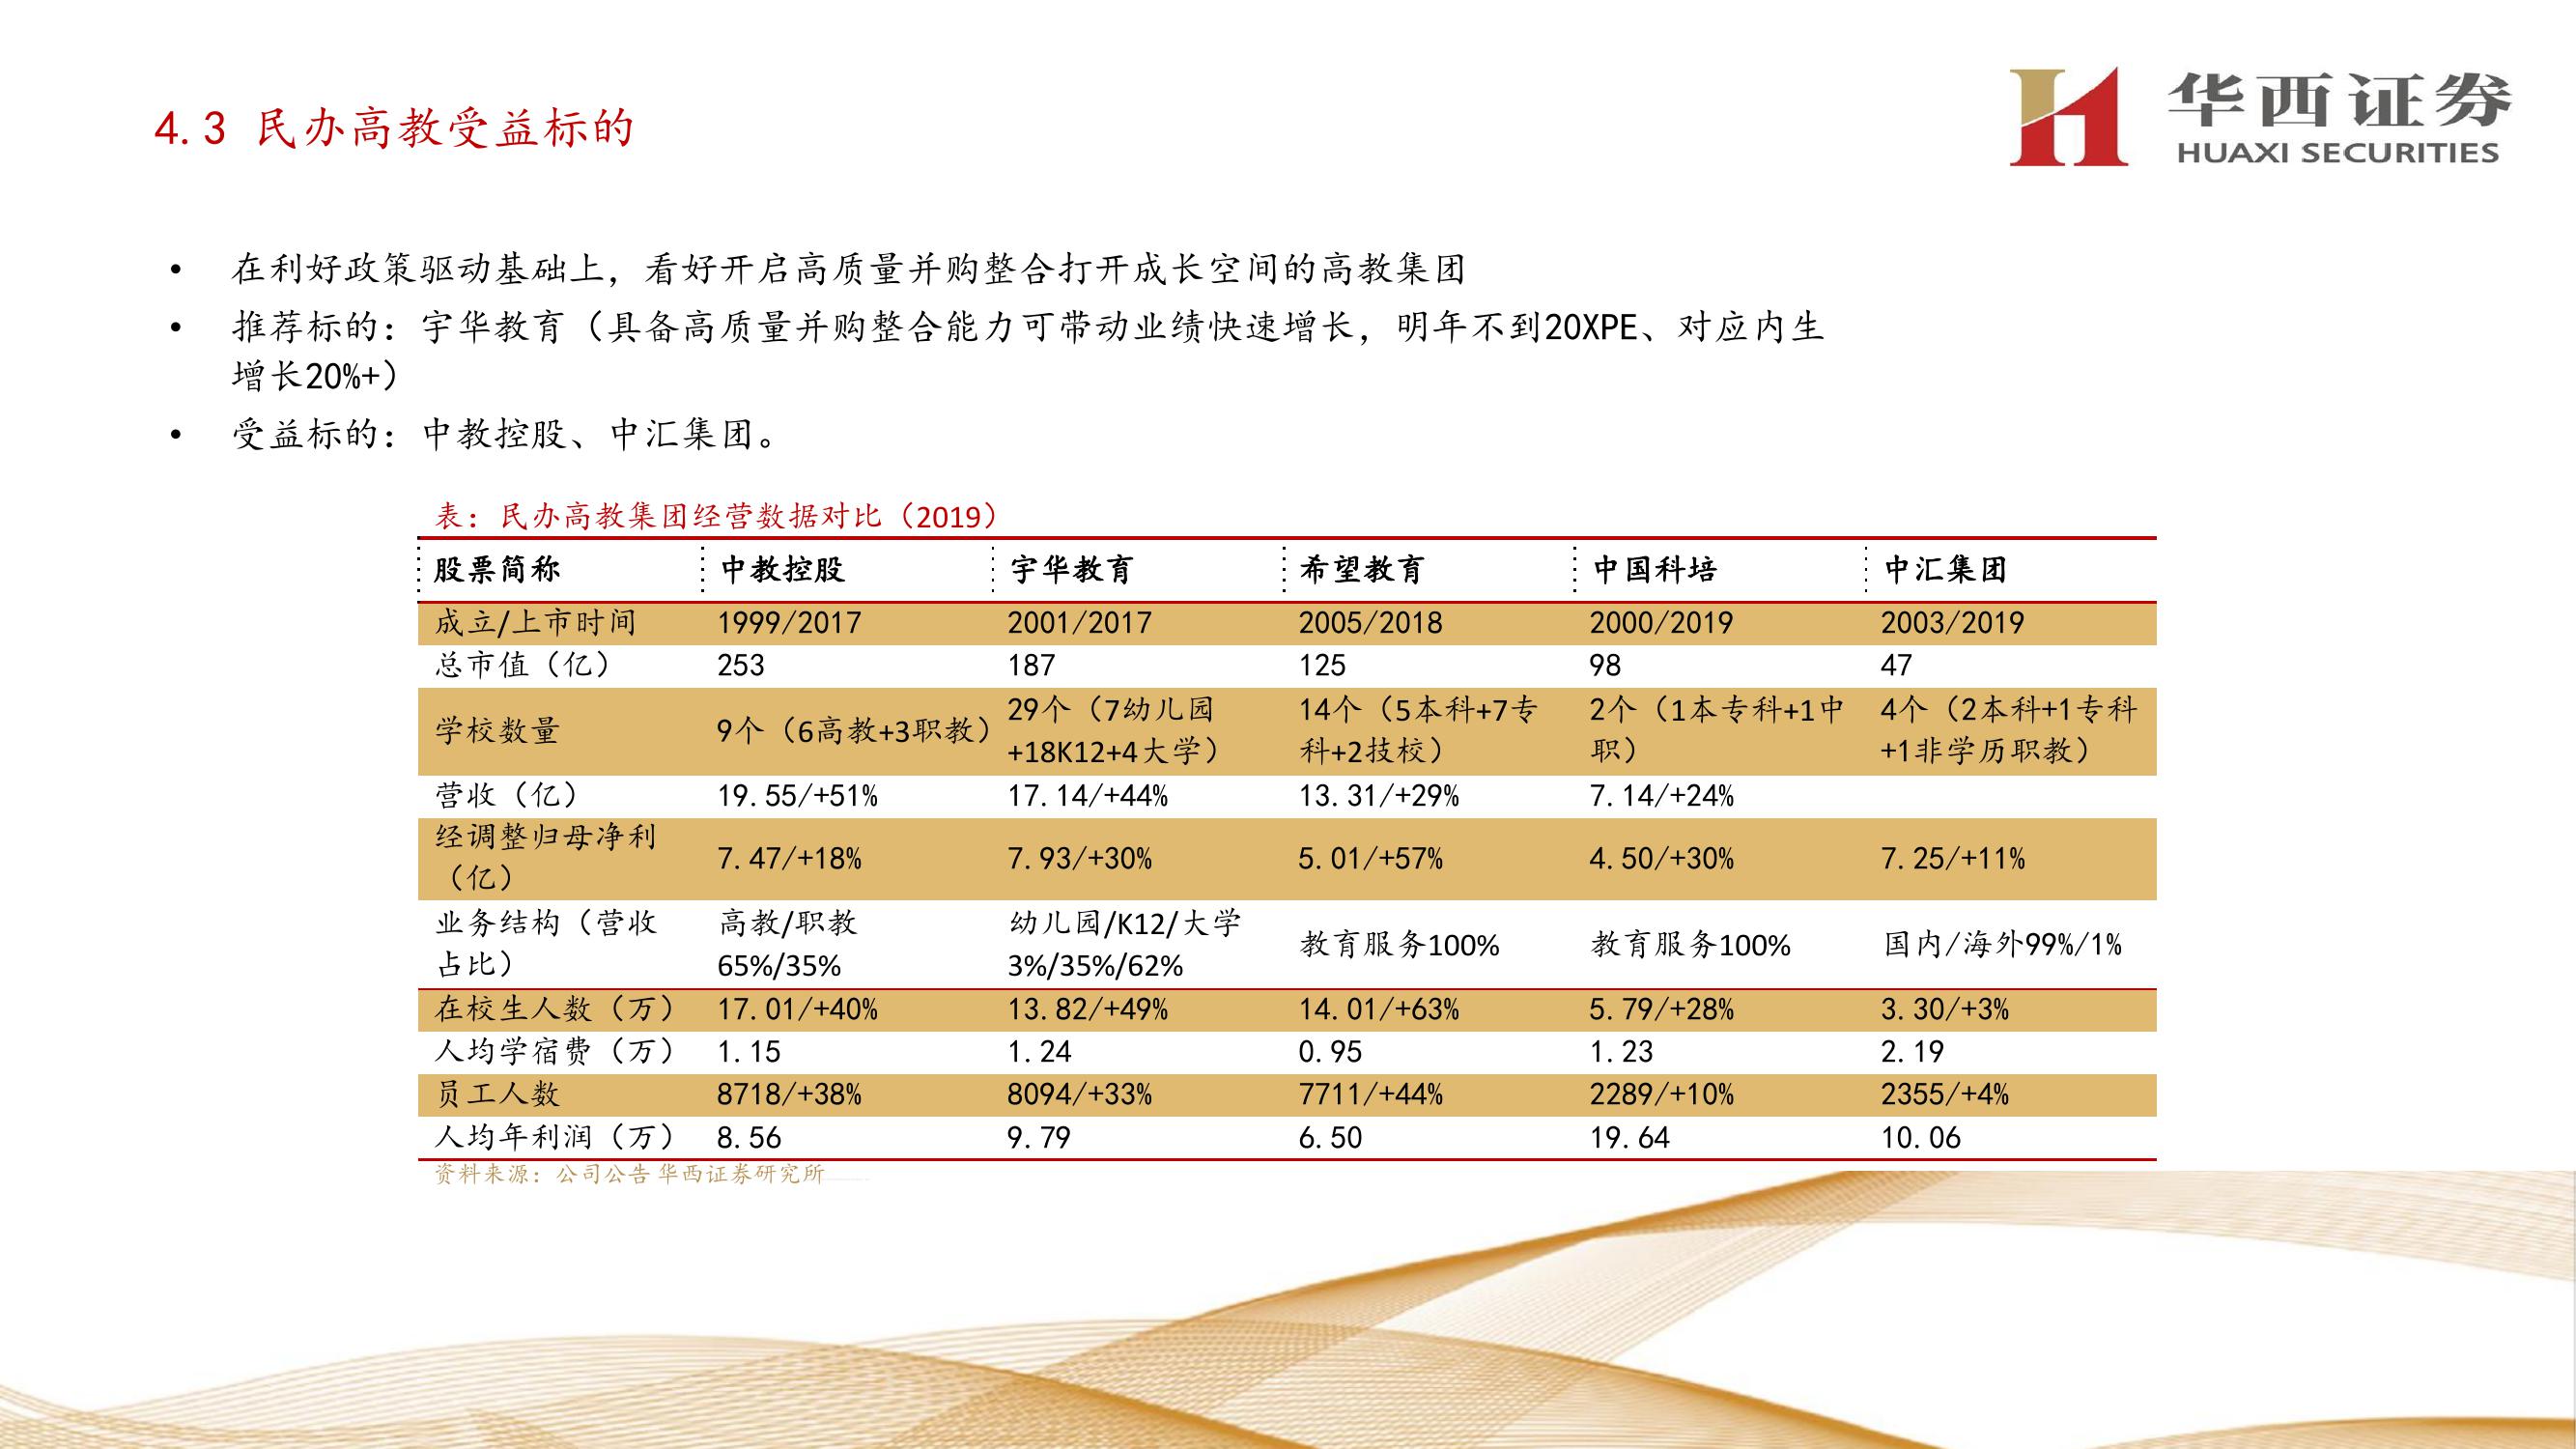 4.3 民办高教受益标的
华西证券
HUAXI SECURITIES
• 在利好政策驱动基础上，看好开启高质量并购整合打开成长空间的高教集团
• 推荐标的：宇华教育（具备高质量并购整合能力可带动业绩快速增长，明年不到20XPE、对应内生
增长20%+）
• 受益标的：中教控股、中汇集团。
表：民办高教集团经营数据对比（2019）
股票简称 中教控股 宇华教育 希望教育 中国科培 中汇集团
成立/上市时间 1999/2017 2001/2017 2005/2018 2000/2019 2003/2019
总市值（亿） 253 187 125 98 47
学校数量 9个（6高教+3职教） 29个（7幼儿园+18K12+4大学） 14个（5本科+7专科+2技校） 2个（1本专科+1中职） 4个（2本科+1专科+1非学历职教）
营收（亿） 19.55/+51% 17.14/+44% 13.31/+29% 7.14/+24%
经调整归母净利（亿） 7.47/+18% 7.93/+30% 5.01/+57% 4.50/+30% 7.25/+11%
业务结构（营收占比） 高教/职教 65%/35% 幼儿园/K12/大学 3%/35%/62% 教育服务100% 教育服务100% 国内/海外99%/1%
在校生人数（万） 17.01/+40% 13.82/+49% 14.01/+63% 5.79/+28% 3.30/+3%
人均学宿费（万） 1.15 1.24 0.95 1.23 2.19
员工人数 8718/+38% 8094/+33% 7711/+44% 2289/+10% 2355/+4%
人均年利润（万） 8.56 9.79 6.50 19.64 10.06
资料来源：公司公告 华西证券研究所